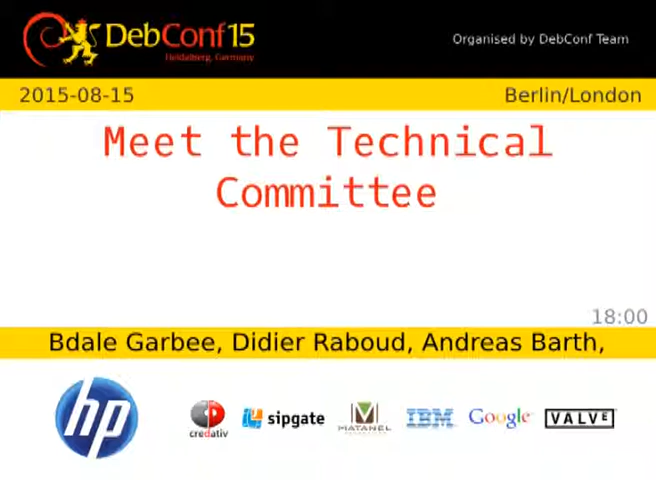 DebConf15
Heidelberg, Germany
Organised by DebConf Team
2015-08-15
Berlin/London
Meet the Technical
Committee
18:00
Bdale Garbee, Didier Raboud, Andreas Barth,
hp
credativ
sipgate
MATANEL
IBM
Google
VALVE